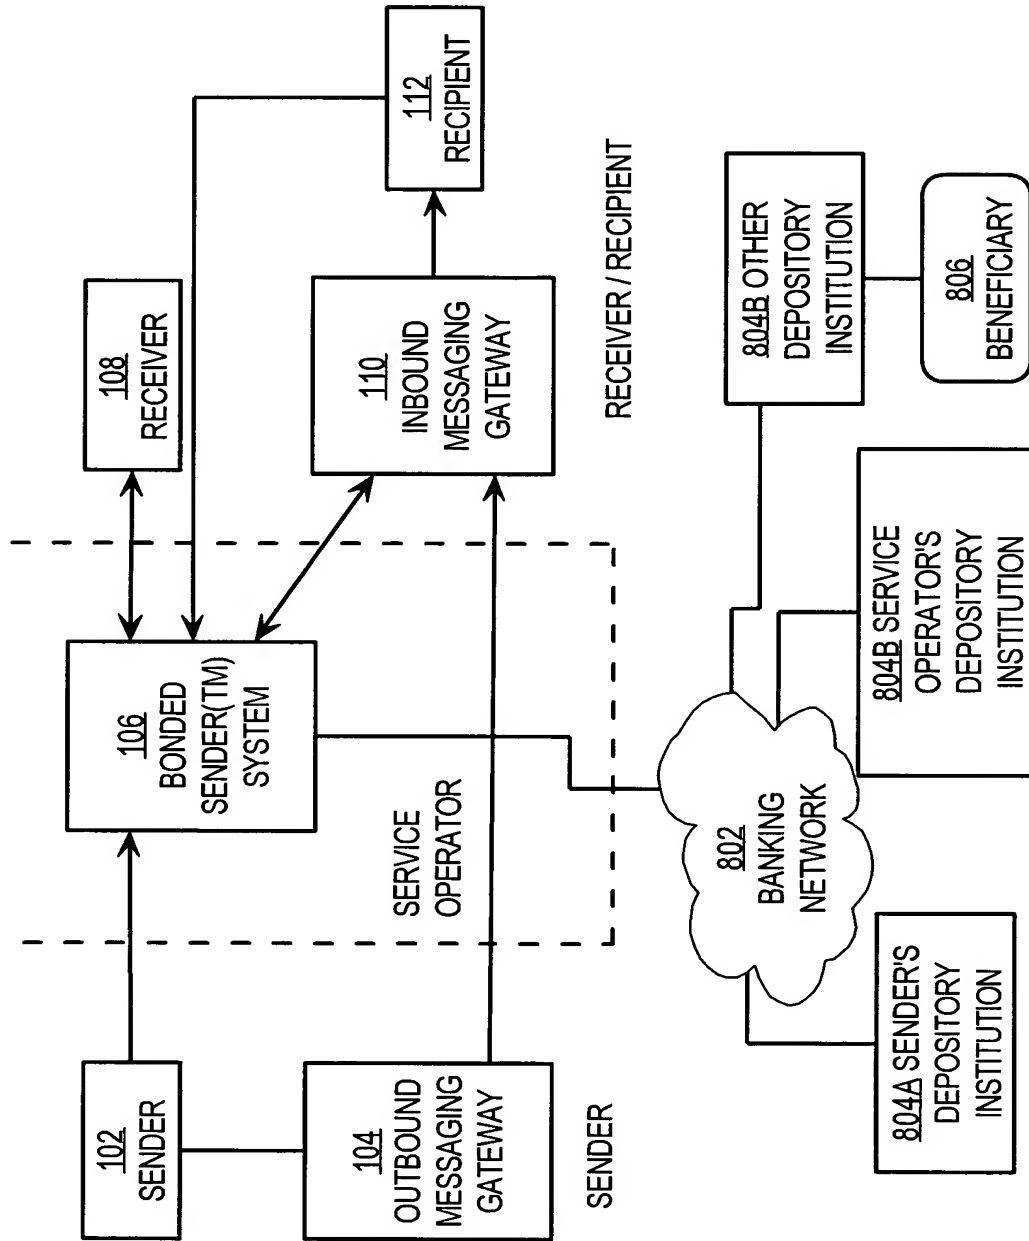 102
SENDER
106
BONDED
SENDER(TM)
SYSTEM
108
RECEIVER
104
OUTBOUND
MESSAGING
GATEWAY
SERVICE
OPERATOR
110
INBOUND
MESSAGING
GATEWAY
112
RECIPIENT
SENDER
RECEIVER / RECIPIENT
802
BANKING
NETWORK
804A SENDER'S
DEPOSITORY
INSTITUTION
804B SERVICE
OPERATOR'S
DEPOSITORY
INSTITUTION
804B OTHER
DEPOSITORY
INSTITUTION
806
BENEFICIARY